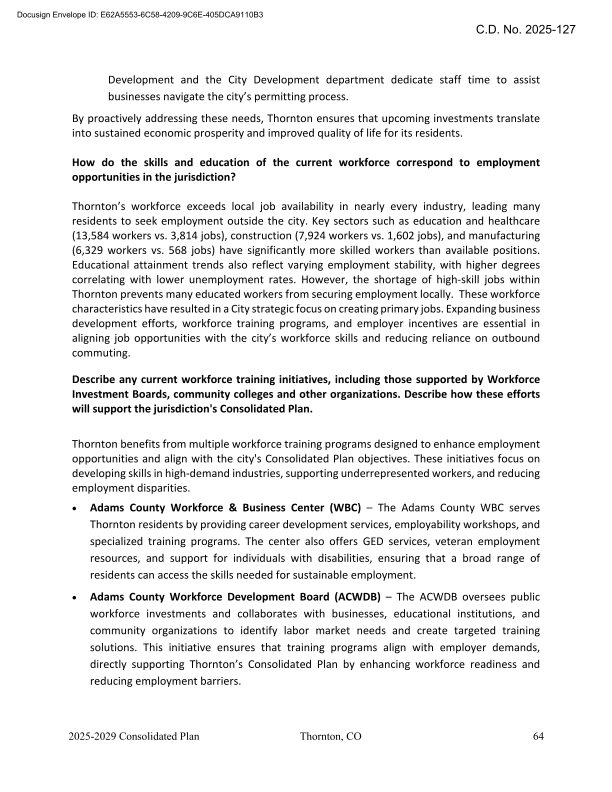 Docusign Envelope ID: E62A5553-6C58-4209-9C6E-405DCA9110B3
C.D. No. 2025-127
Development and the City Development department dedicate staff time to assist
businesses navigate the city’s permitting process.
By proactively addressing these needs, Thornton ensures that upcoming investments translate
into sustained economic prosperity and improved quality of life for its residents.
How do the skills and education of the current workforce correspond to employment
opportunities in the jurisdiction?
Thornton’s workforce exceeds local job availability in nearly every industry, leading many
residents to seek employment outside the city. Key sectors such as education and healthcare
(13,584 workers vs. 3,814 jobs), construction (7,924 workers vs. 1,602 jobs), and manufacturing
(6,329 workers vs. 568 jobs) have significantly more skilled workers than available positions.
Educational attainment trends also reflect varying employment stability, with higher degrees
correlating with lower unemployment rates. However, the shortage of high-skill jobs within
Thornton prevents many educated workers from securing employment locally. These workforce
characteristics have resulted in a City strategic focus on creating primary jobs. Expanding business
development efforts, workforce training programs, and employer incentives are essential in
aligning job opportunities with the city’s workforce skills and reducing reliance on outbound
commuting.
Describe any current workforce training initiatives, including those supported by Workforce
Investment Boards, community colleges and other organizations. Describe how these efforts
will support the jurisdiction's Consolidated Plan.
Thornton benefits from multiple workforce training programs designed to enhance employment
opportunities and align with the city's Consolidated Plan objectives. These initiatives focus on
developing skills in high-demand industries, supporting underrepresented workers, and reducing
employment disparities.
• Adams County Workforce & Business Center (WBC) – The Adams County WBC serves
Thornton residents by providing career development services, employability workshops, and
specialized training programs. The center also offers GED services, veteran employment
resources, and support for individuals with disabilities, ensuring that a broad range of
residents can access the skills needed for sustainable employment.
• Adams County Workforce Development Board (ACWDB) – The ACWDB oversees public
workforce investments and collaborates with businesses, educational institutions, and
community organizations to identify labor market needs and create targeted training
solutions. This initiative ensures that training programs align with employer demands,
directly supporting Thornton’s Consolidated Plan by enhancing workforce readiness and
reducing employment barriers.
2025-2029 Consolidated Plan Thornton, CO 64